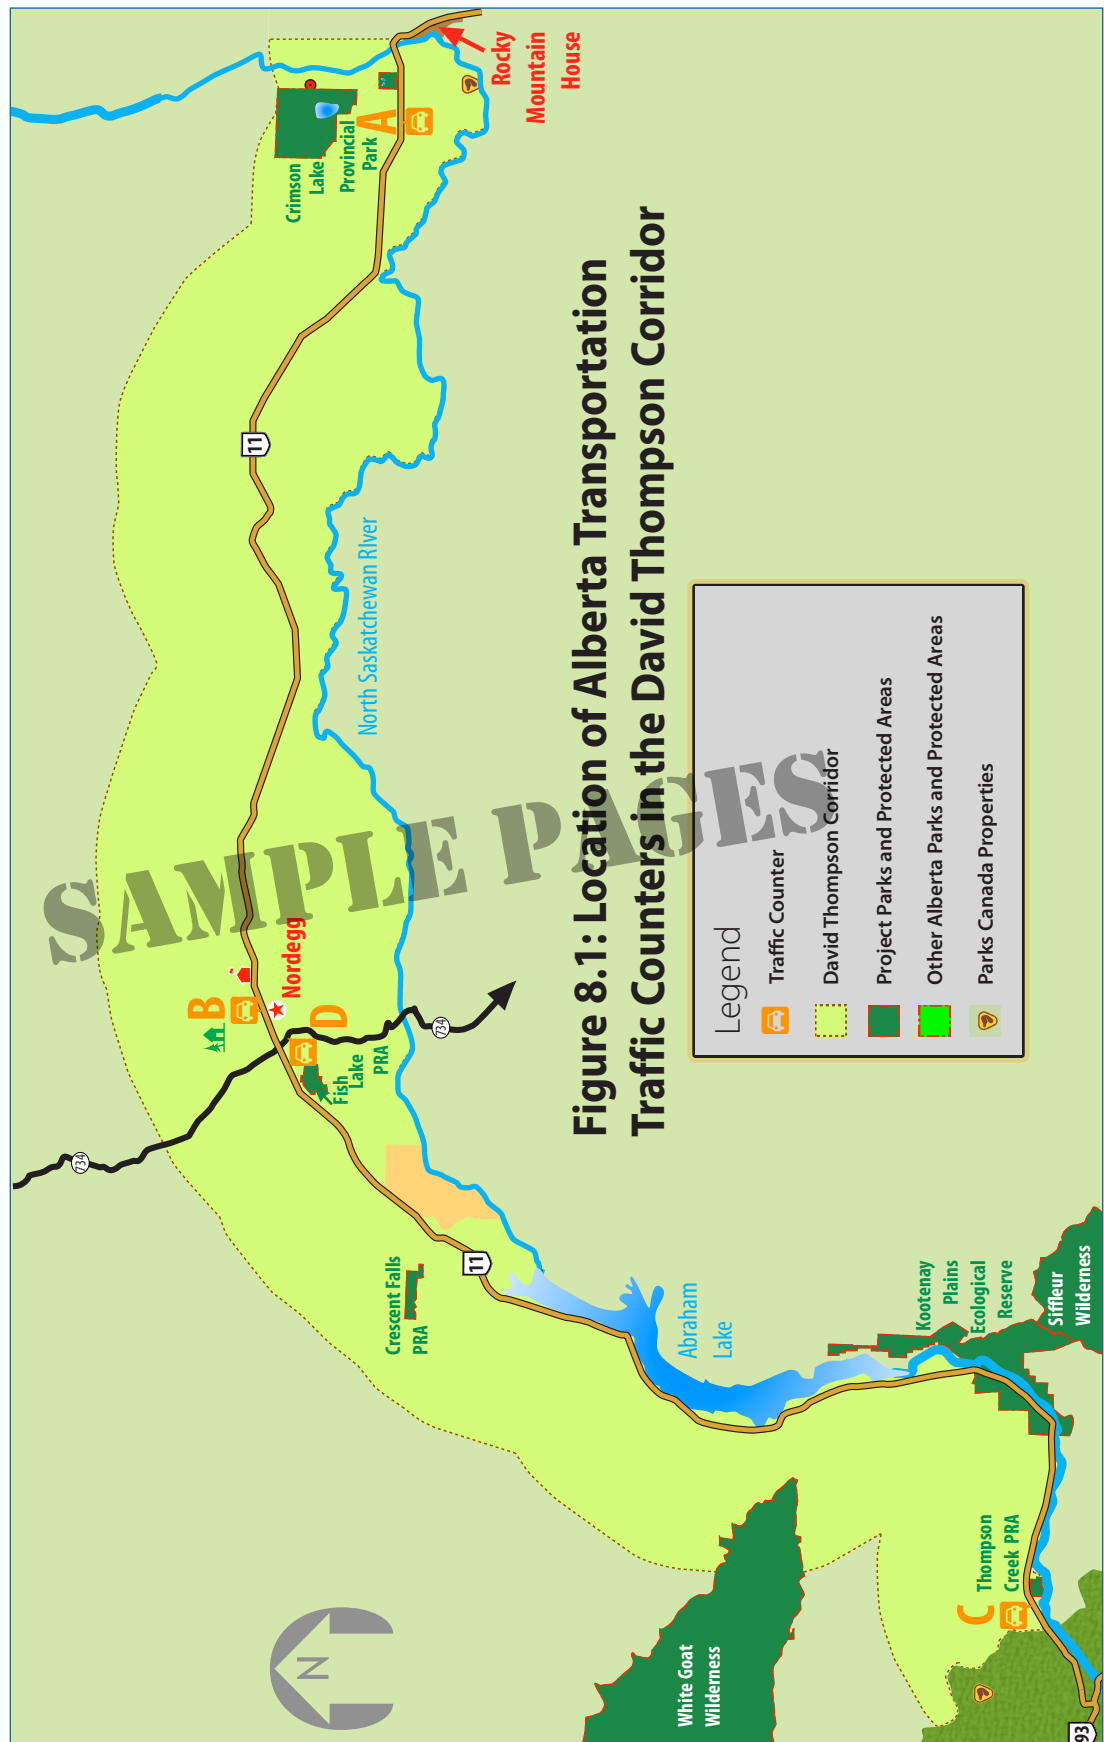 Rocky
Mountain
House
Crimson
Lake
Provincial
Park
A
11
North Saskatchewan RIver
Nordegg
B
D
Fish
Lake
PRA
734
734
Crescent Falls
PRA
11
Abraham
Lake
Kootenay
Plains
Ecological
Reserve
Siffleur
Wilderness
Thompson
Creek PRA
C
White Goat
Wilderness
93
N
Figure 8.1: Location of Alberta Transportation
Traffic Counters in the David Thompson Corridor
Legend
Traffic Counter
David Thompson Corridor
Project Parks and Protected Areas
Other Alberta Parks and Protected Areas
Parks Canada Properties
SAMPLE PAGES